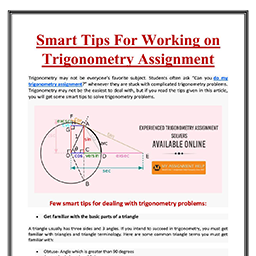 Smart Tips For Working on
Trigonometry Assignment
Trigonometry may not be everyone's favorite subject. Students often ask "Can you do my
trigonometry assignment?" whenever they are stuck with complicated trigonometry problems.
Trigonometry may not be the easiest to deal with, but if you read the tips given in this article,
you will get some smart tips to solve trigonometry problems.
EXPERIENCED TRIGONOMETRY ASSIGNMENT
SOLVERS
AVAILABLE ONLINE
Few smart tips for dealing with trigonometry problems:
• Get familiar with the basic parts of a triangle
A triangle usually has three sides and 3 angles. If you intend to succeed in trigonometry, you must get
familiar with triangles and triangle terminology. Here are some common triangle terms you must get
familiar with:
• Obtuse- Angle which is greater than 90 degrees